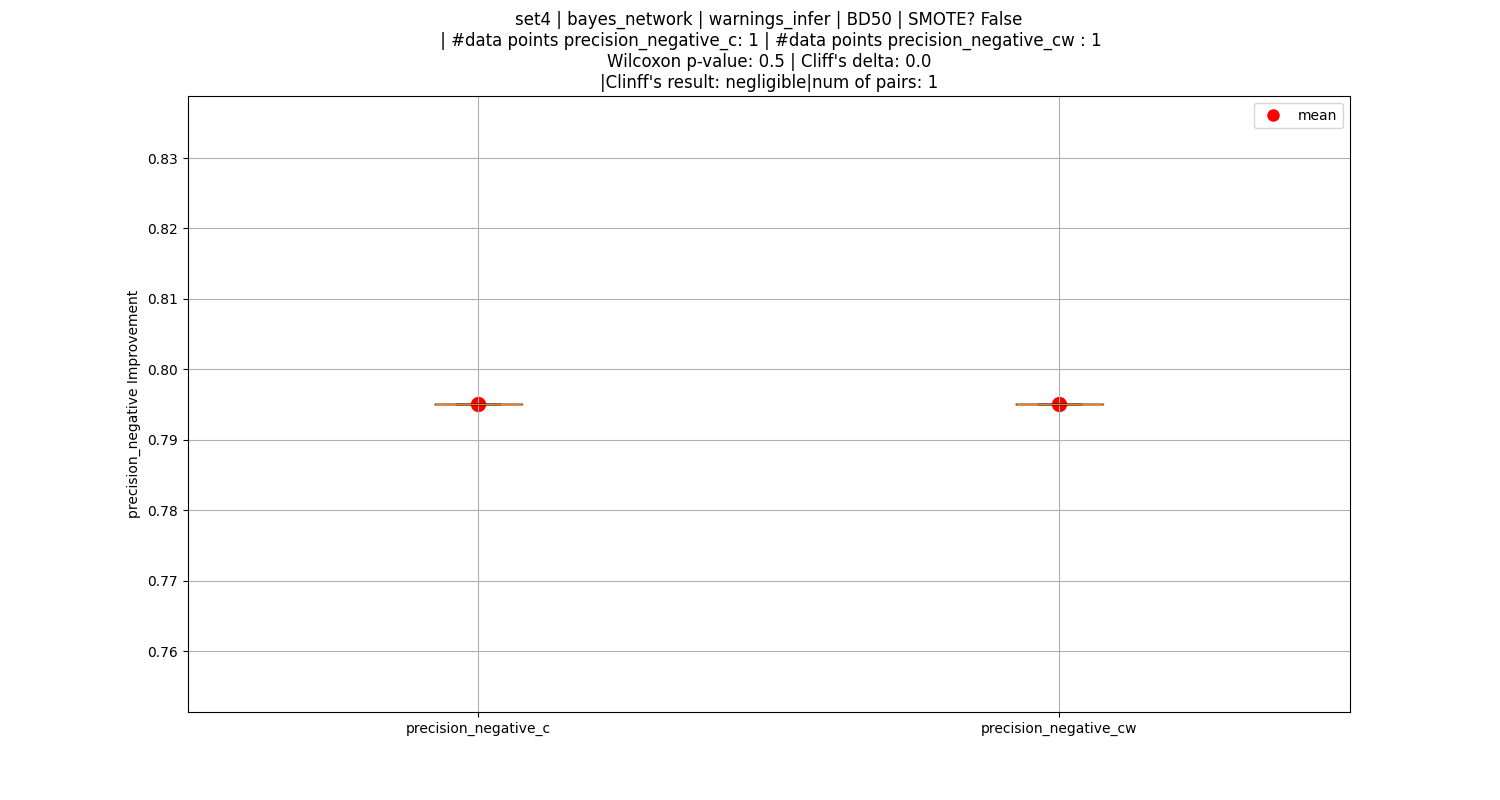 set4 | bayes_network | warnings_infer | BD50 | SMOTE? False
| #data points precision_negative_c: 1 | #data points precision_negative_cw : 1
Wilcoxon p-value: 0.5 | Cliff's delta: 0.0
|Clinff's result: negligible|num of pairs: 1
mean
0.83
0.82
0.81
0.80
0.79
0.78
0.77
0.76
precision_negative Improvement
precision_negative_c
precision_negative_cw